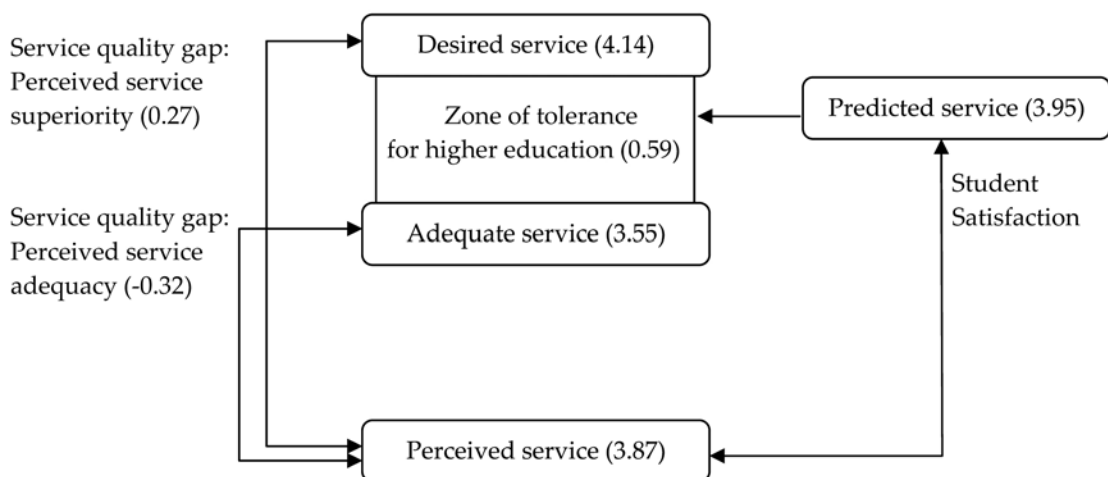 Service quality gap:
Perceived service
superiority (0.27)
Desired service (4.14)
Zone of tolerance
for higher education (0.59)
Predicted service (3.95)
Student
Satisfaction
Service quality gap:
Perceived service
adequacy (-0.32)
Adequate service (3.55)
Perceived service (3.87)